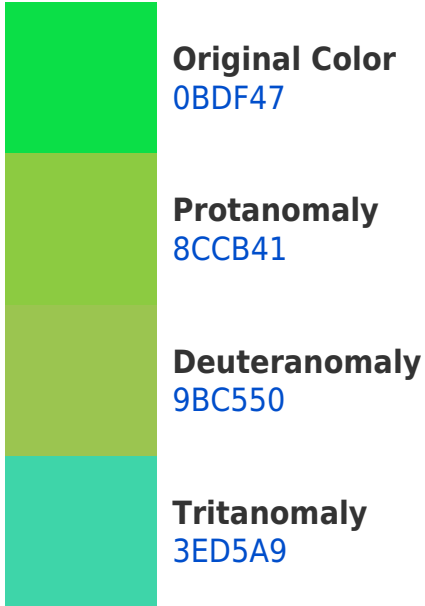 Original Color
0BDF47
Protanomaly
8CCB41
Deuteranomaly
9BC550
Tritanomaly
3ED5A9